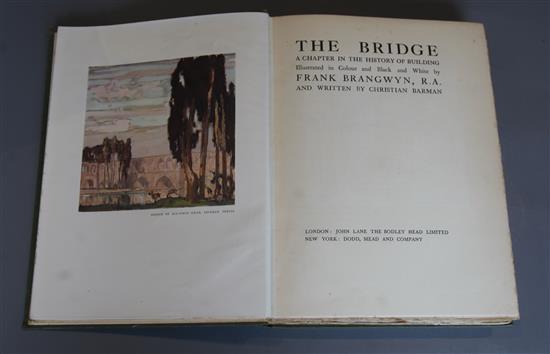 THE BRIDGE
A CHAPTER IN THE HISTORY OF BUILDING
Illustrated in Colour and Black and White by
FRANK BRANGWYN, R.A.
AND WRITTEN BY CHRISTIAN BARMAN
LONDON: JOHN LANE THE BODLEY HEAD LIMITED
NEW YORK: DODD, MEAD AND COMPANY